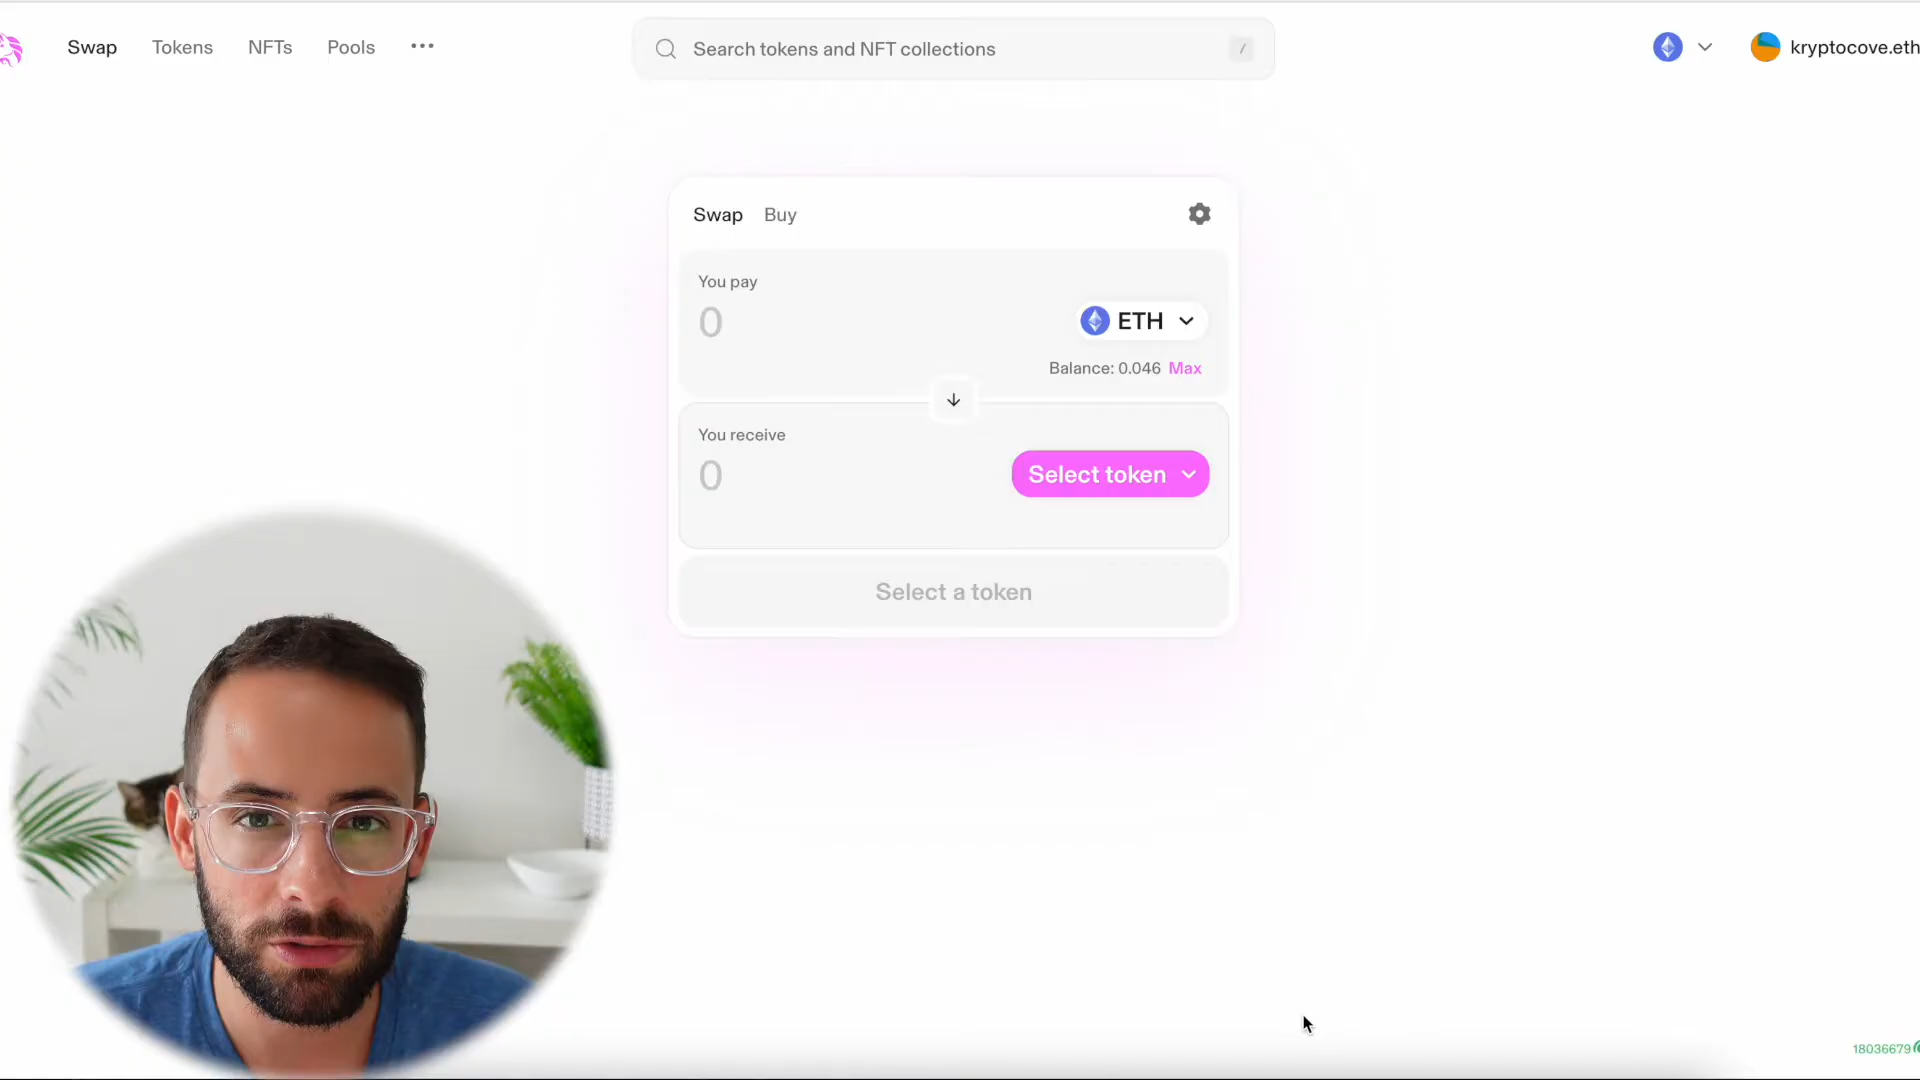 Swap
Tokens
NFTs
Pools
Search tokens and NFT collections
/
kryptocove.eth
Swap
Buy
You pay
0
ETH
Balance: 0.046 Max
You receive
0
Select token
Select a token
18036679